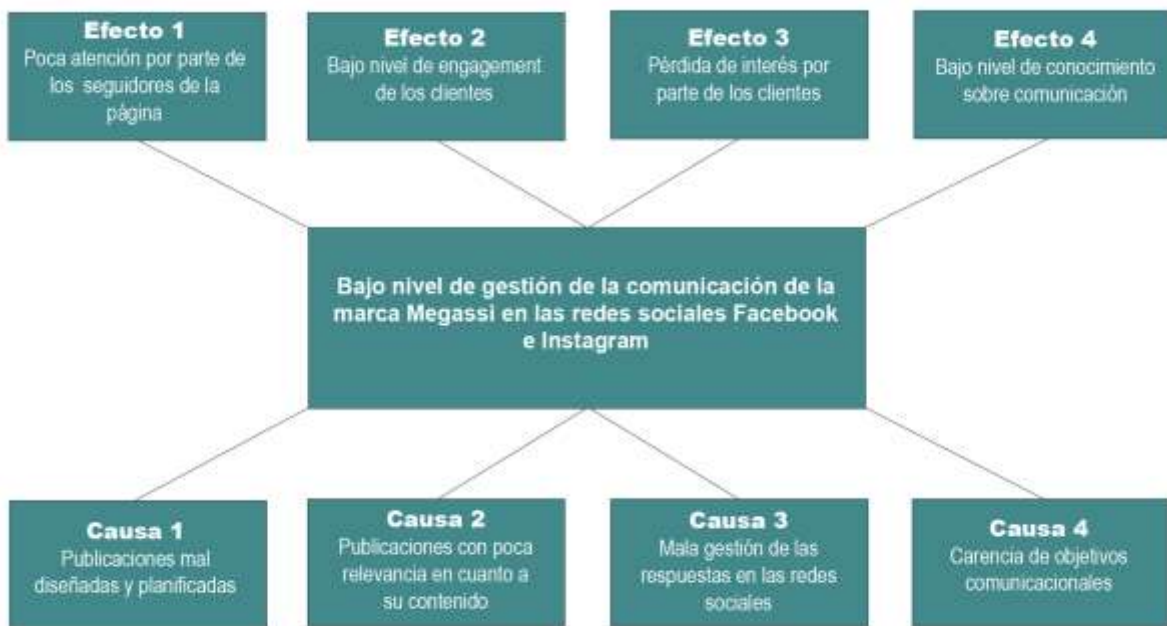 Efecto 1
Poca atención por parte de
los seguidores de la
página
Efecto 2
Bajo nivel de engagement
de los clientes
Efecto 3
Pérdida de interés por
parte de los clientes
Efecto 4
Bajo nivel de conocimiento
sobre comunicación
Bajo nivel de gestión de la comunicación de la
marca Megassi en las redes sociales Facebook
e Instagram
Causa 1
Publicaciones mal
diseñadas y planificadas
Causa 2
Publicaciones con poca
relevancia en cuanto a
su contenido
Causa 3
Mala gestión de las
respuestas en las redes
sociales
Causa 4
Carencia de objetivos
comunicacionales